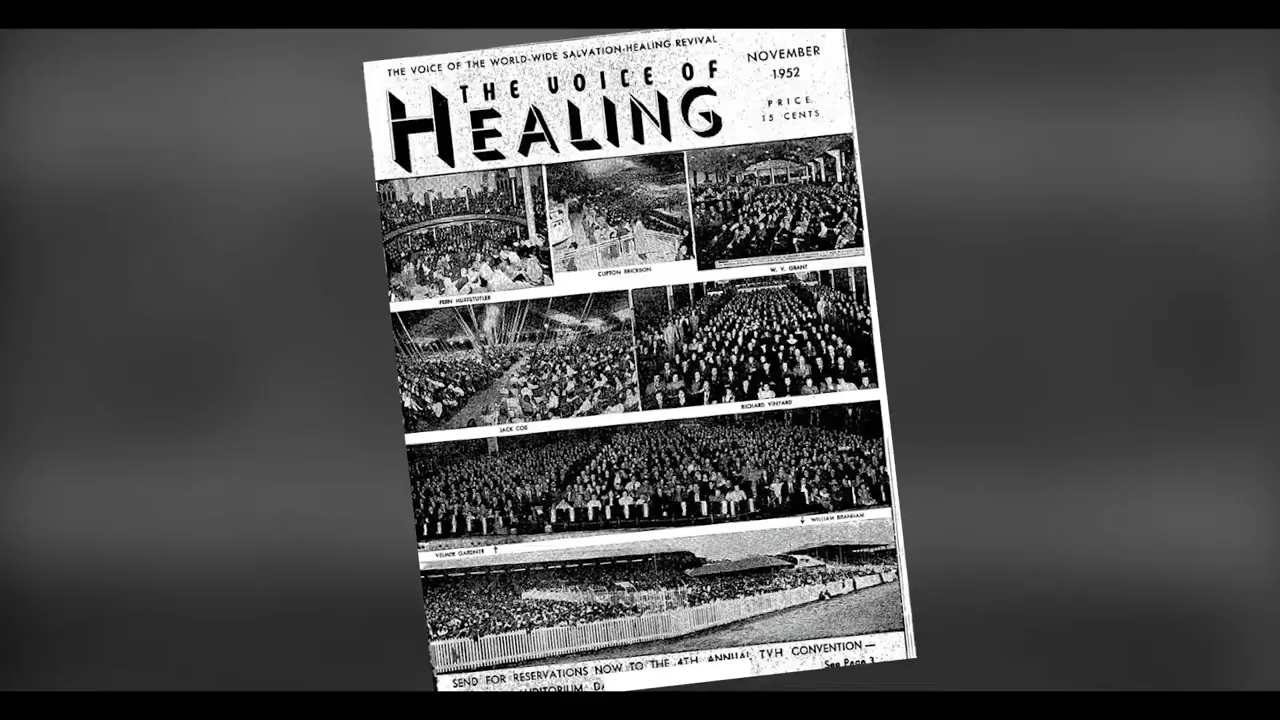 THE VOICE OF THE WORLD-WIDE SALVATION-HEALING REVIVAL
THE VOICE OF
HEALING
NOVEMBER
1952
PRICE
15 CENTS
FERN HUFFSTUTLER
CLIFTON ERICKSON
W. V. GRANT
JACK COE
RICHARD VINYARD
VELMER GARDNER ↑
↓ WILLIAM BRANHAM
SEND FOR RESERVATIONS NOW TO THE 4TH ANNUAL TVH CONVENTION—
See Page 3